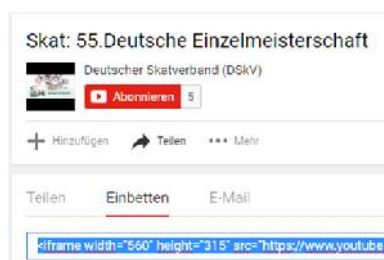 Skat: 55.Deutsche Einzelmeisterschaft
Deutscher Skatverband (DSkV)
Abonnieren 5
Hinzufügen Teilen Mehr
Teilen Einbetten E-Mail
<iframe width="560" height="315" src="https://www.youtube